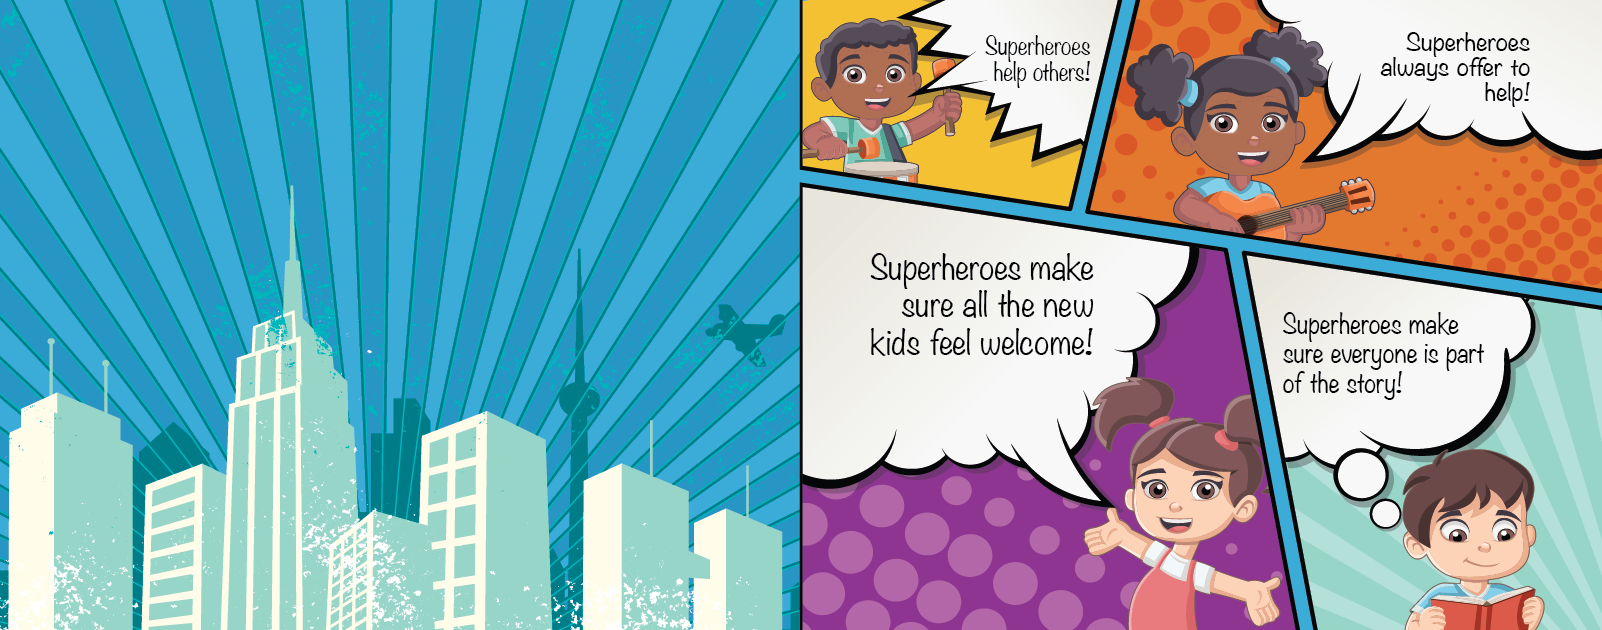 Superheroes
help others!
Superheroes
always offer to
help!
Superheroes make
sure all the new
kids feel welcome!
Superheroes make
sure everyone is part
of the story!